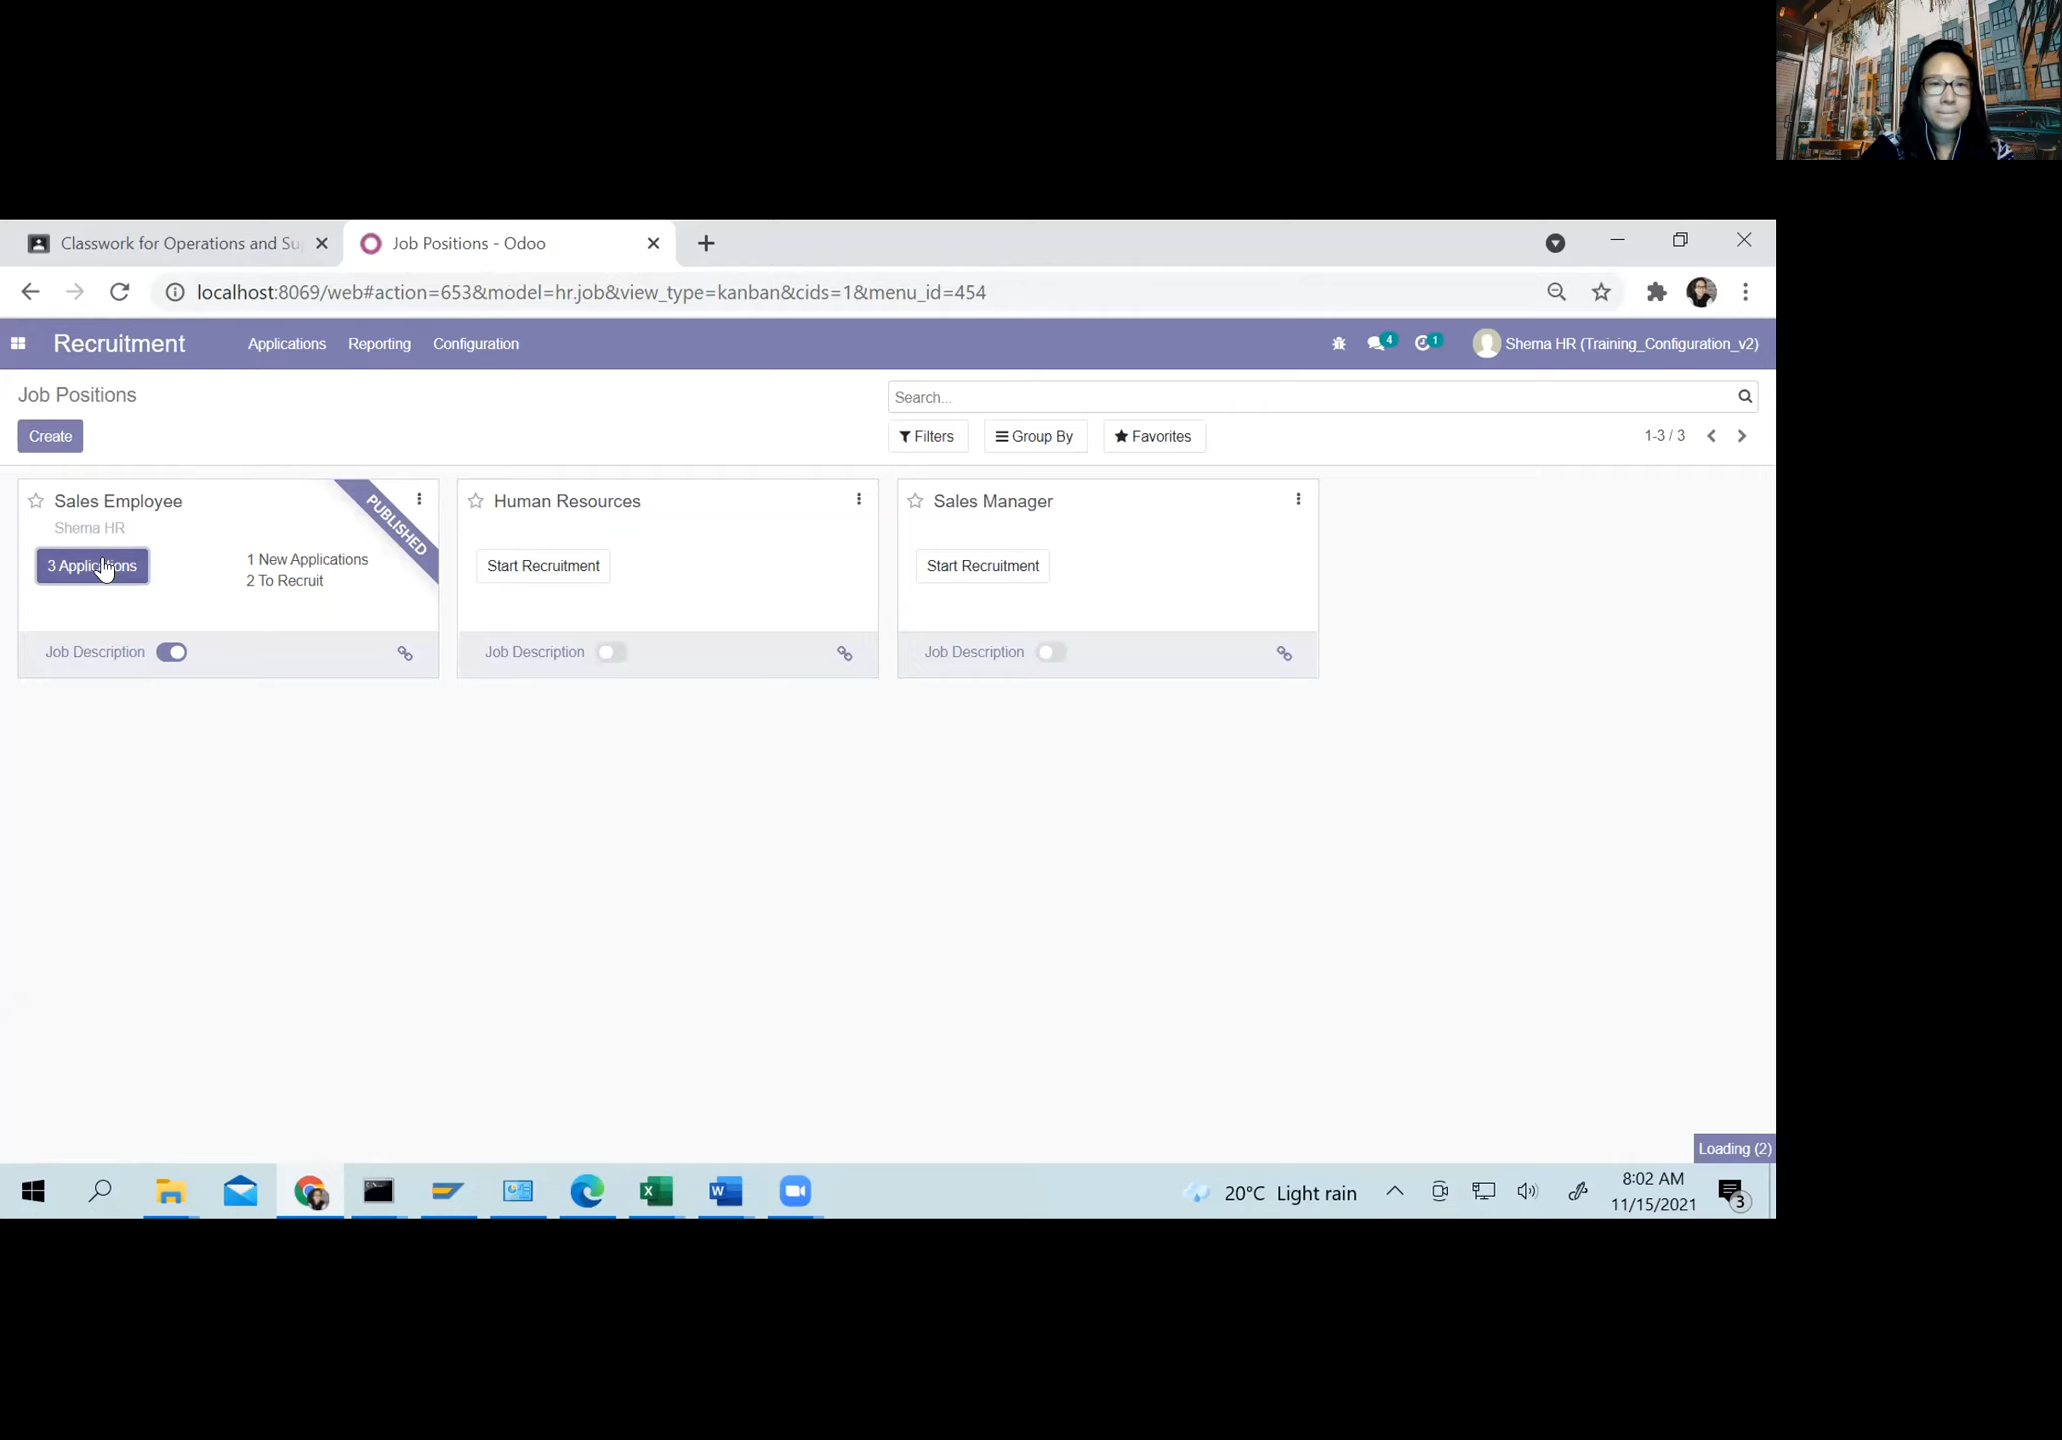 Classwork for Operations and Su
Job Positions - Odoo
localhost:8069/web#action=653&model=hr.job&view_type=kanban&cids=1&menu_id=454
Recruitment
Applications
Reporting
Configuration
4
1
Shema HR (Training_Configuration_v2)
Job Positions
Search...
Create
Filters
Group By
Favorites
1-3 / 3
Sales Employee
Shema HR
PUBLISHED
3 Applications
1 New Applications
2 To Recruit
Job Description
Human Resources
Start Recruitment
Job Description
Sales Manager
Start Recruitment
Job Description
Loading (2)
20°C Light rain
8:02 AM
11/15/2021
3